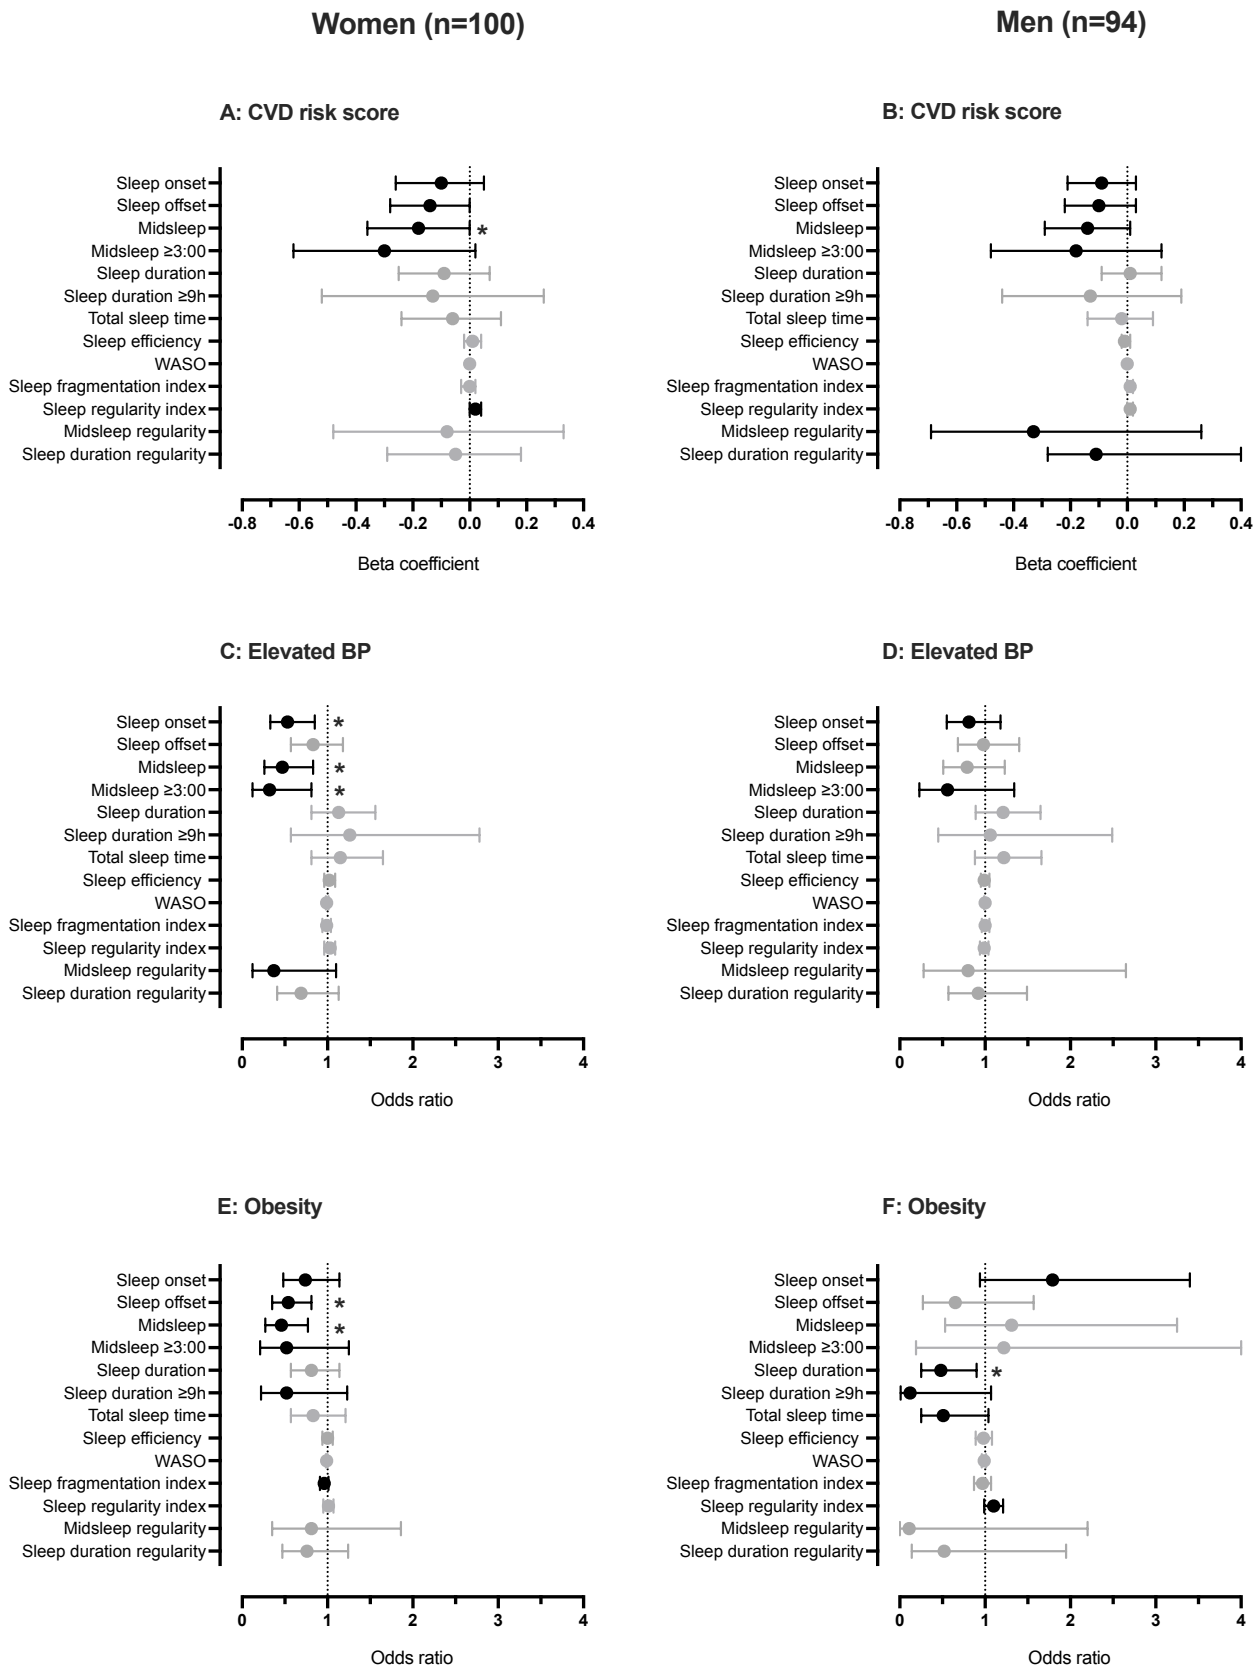 Women (n=100)
Men (n=94)
A: CVD risk score
Sleep onset
Sleep offset
Midsleep
*
Midsleep ≥3:00
Sleep duration
Sleep duration ≥9h
Total sleep time
Sleep efficiency
WASO
Sleep fragmentation index
Sleep regularity index
Midsleep regularity
Sleep duration regularity
-0.8 -0.6 -0.4 -0.2 0.0 0.2 0.4
Beta coefficient
B: CVD risk score
Sleep onset
Sleep offset
Midsleep
Midsleep ≥3:00
Sleep duration
Sleep duration ≥9h
Total sleep time
Sleep efficiency
WASO
Sleep fragmentation index
Sleep regularity index
Midsleep regularity
Sleep duration regularity
-0.8 -0.6 -0.4 -0.2 0.0 0.2 0.4
Beta coefficient
C: Elevated BP
Sleep onset
*
Sleep offset
Midsleep
*
Midsleep ≥3:00
*
Sleep duration
Sleep duration ≥9h
Total sleep time
Sleep efficiency
WASO
Sleep fragmentation index
Sleep regularity index
Midsleep regularity
Sleep duration regularity
0 1 2 3 4
Odds ratio
D: Elevated BP
Sleep onset
Sleep offset
Midsleep
Midsleep ≥3:00
Sleep duration
Sleep duration ≥9h
Total sleep time
Sleep efficiency
WASO
Sleep fragmentation index
Sleep regularity index
Midsleep regularity
Sleep duration regularity
0 1 2 3 4
Odds ratio
E: Obesity
Sleep onset
Sleep offset
*
Midsleep
*
Midsleep ≥3:00
Sleep duration
Sleep duration ≥9h
Total sleep time
Sleep efficiency
WASO
Sleep fragmentation index
Sleep regularity index
Midsleep regularity
Sleep duration regularity
0 1 2 3 4
Odds ratio
F: Obesity
Sleep onset
Sleep offset
Midsleep
Midsleep ≥3:00
Sleep duration
*
Sleep duration ≥9h
Total sleep time
Sleep efficiency
WASO
Sleep fragmentation index
Sleep regularity index
Midsleep regularity
Sleep duration regularity
0 1 2 3 4
Odds ratio